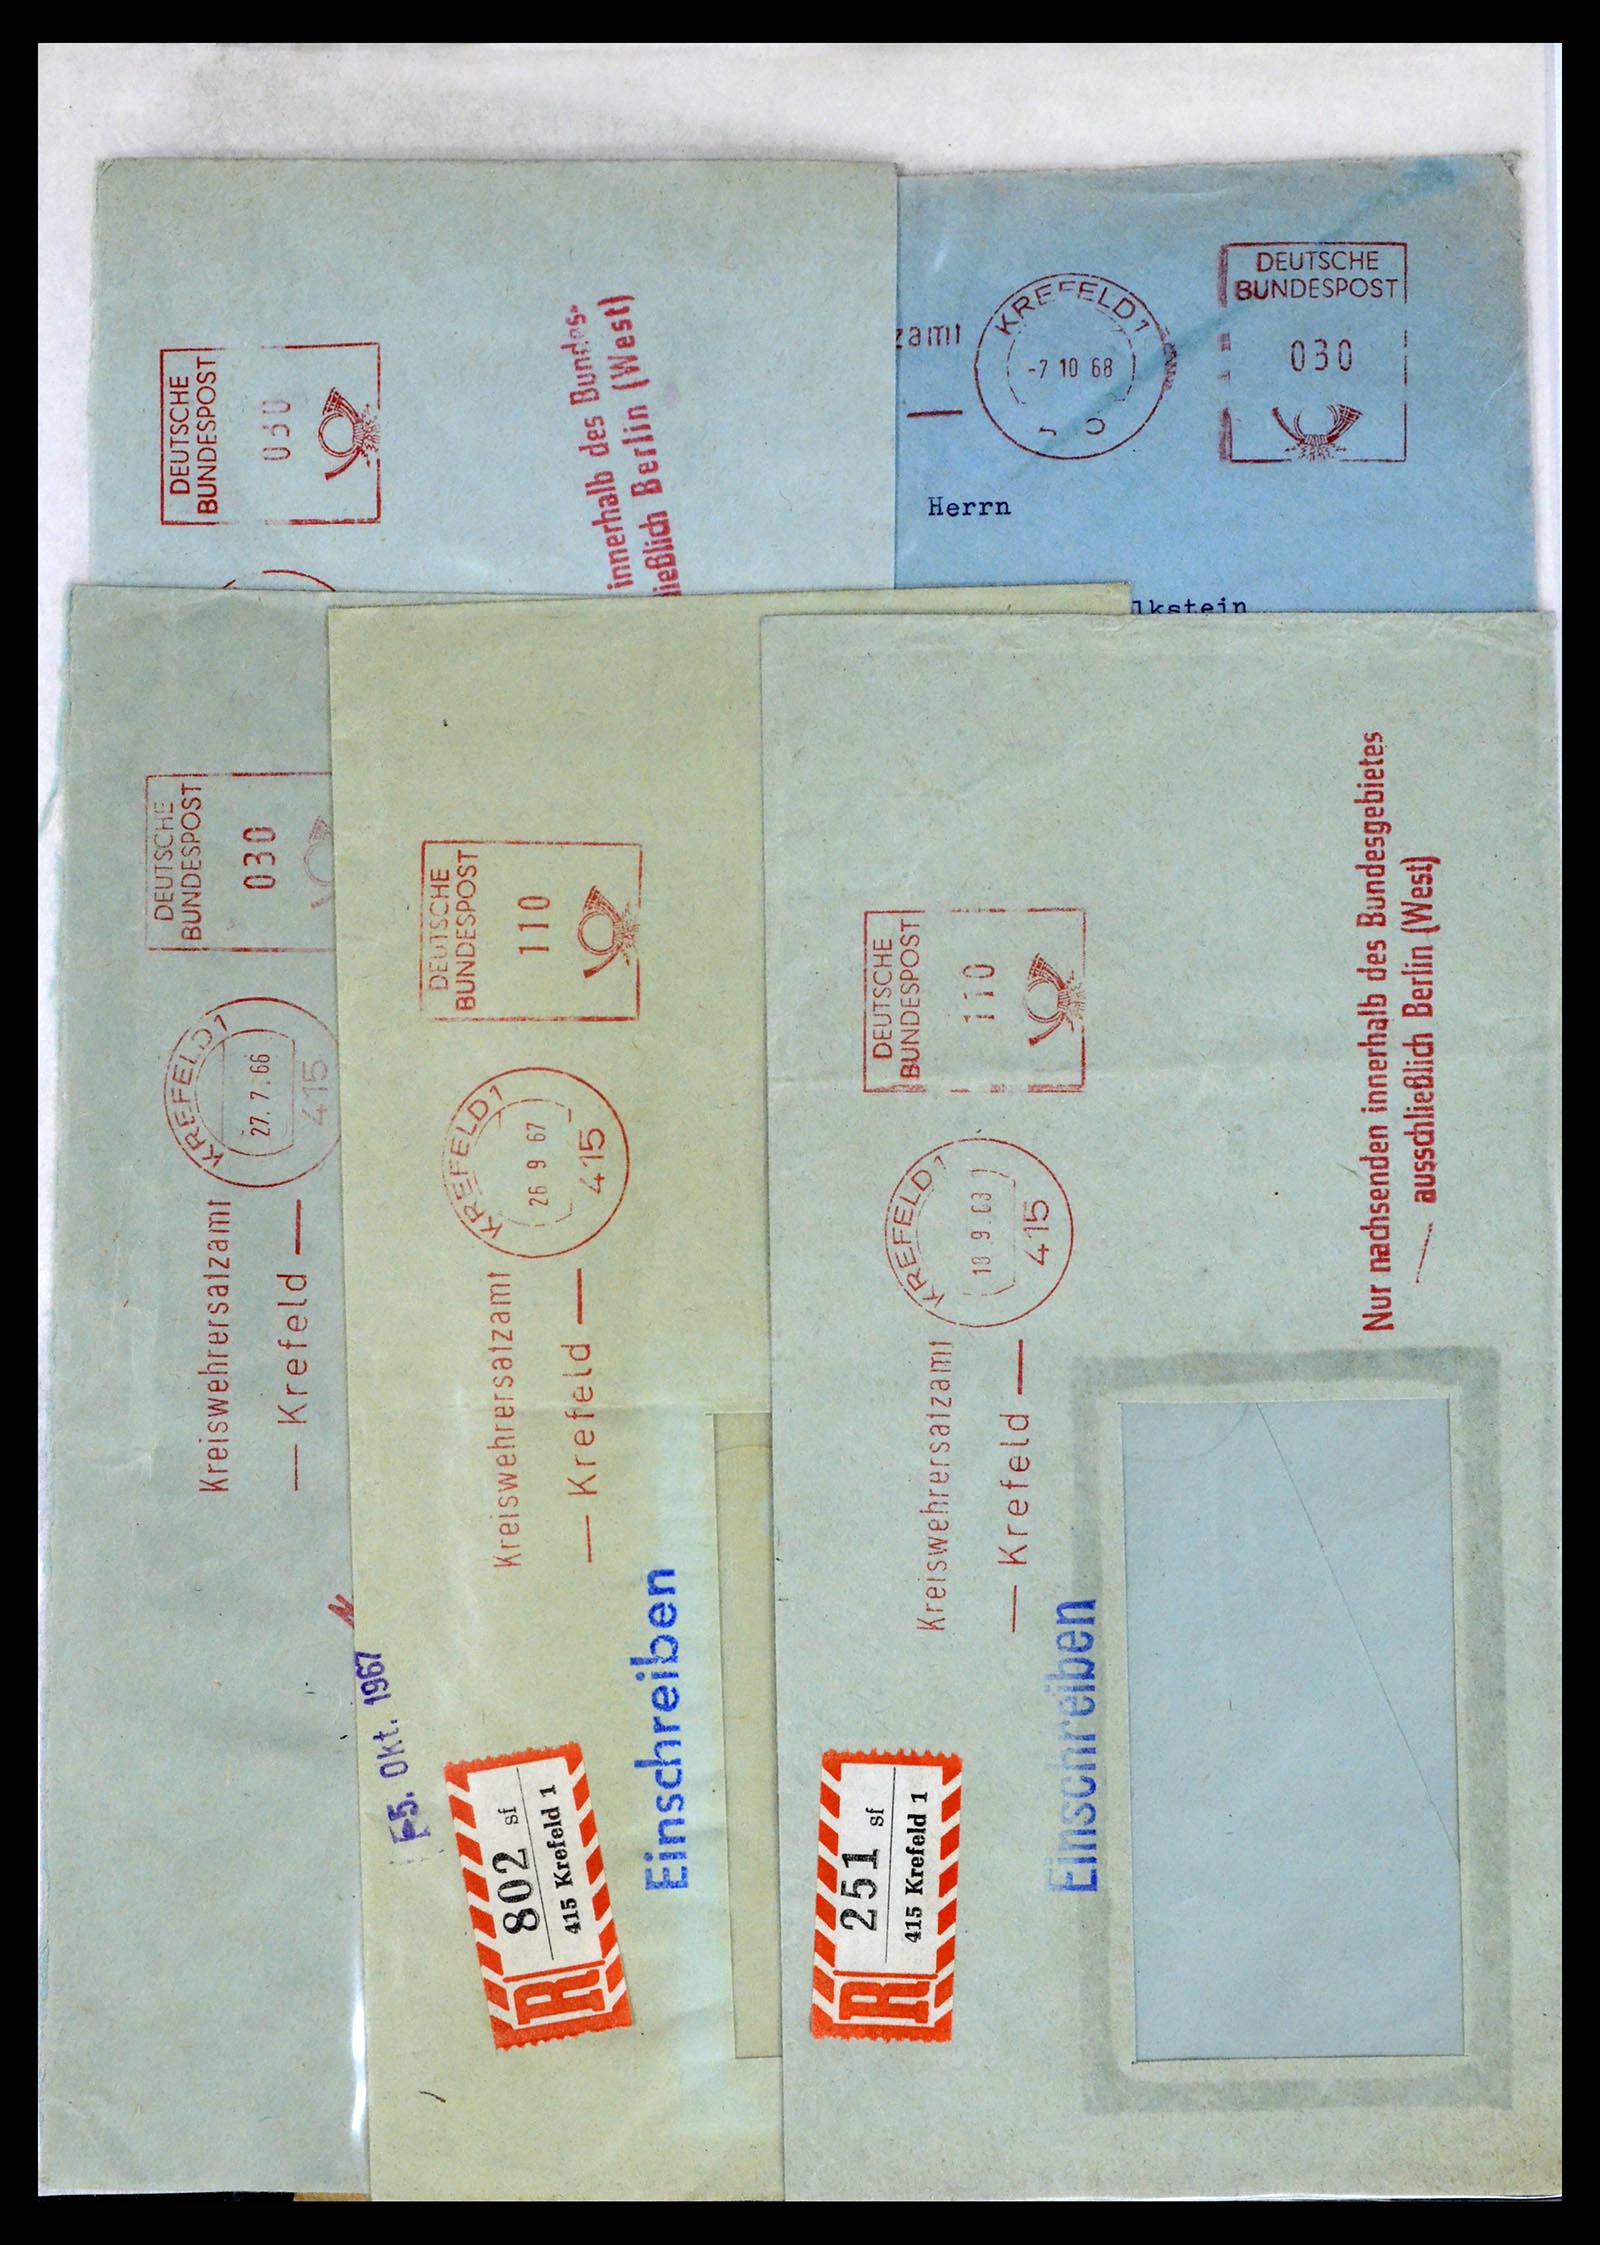 DEUTSCHE
BUNDESPOST
030
innerhalb des Bundes-
ließlich Berlin (West)
zamt
KREFELD 1
-7 10 68
DEUTSCHE
BUNDESPOST
030
Herrn
lkstein
DEUTSCHE
BUNDESPOST
030
KREFELD 1
27.7.66
415
Kreiswehrersatzamt
— Krefeld —
DEUTSCHE
BUNDESPOST
110
KREFELD 1
26 9 67
415
Kreiswehrersatzamt
— Krefeld —
5. Okt. 1967
Einschreiben
R
802 sf
415 Krefeld 1
DEUTSCHE
BUNDESPOST
110
KREFELD 1
415
Kreiswehrersatzamt
— Krefeld —
Nur nachsenden innerhalb des Bundesgebietes
— ausschließlich Berlin (West)
Einschreiben
R
251 sf
415 Krefeld 1